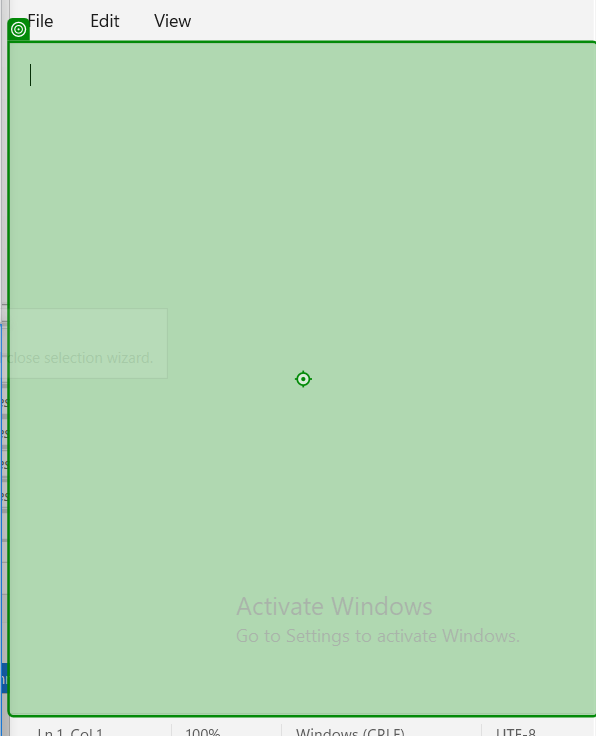 File Edit View
close selection wizard.
Activate Windows
Go to Settings to activate Windows.
Ln 1, Col 1 100% Windows (CRLF) UTF-8